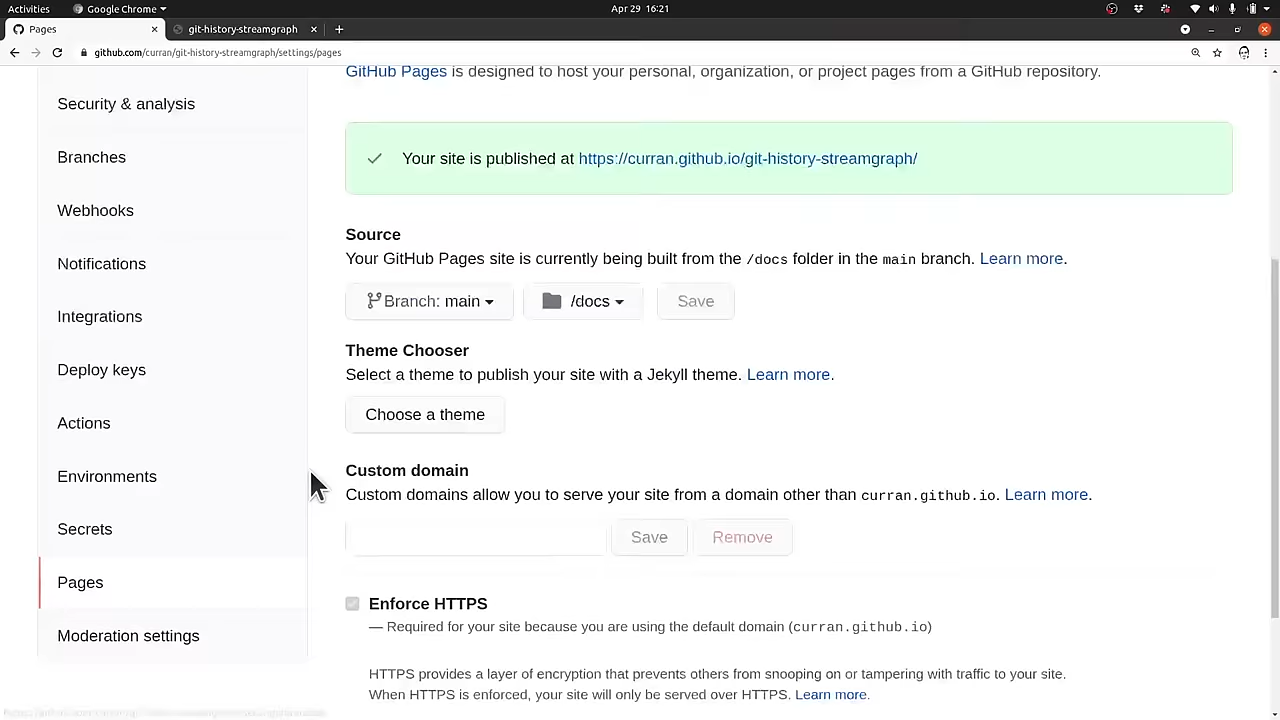 Activities
Google Chrome
Apr 29 16:21
Pages
git-history-streamgraph
github.com/curran/git-history-streamgraph/settings/pages
GitHub Pages is designed to host your personal, organization, or project pages from a GitHub repository.
Security & analysis
Branches
Webhooks
Notifications
Integrations
Deploy keys
Actions
Environments
Secrets
Pages
Moderation settings
Your site is published at https://curran.github.io/git-history-streamgraph/
Source
Your GitHub Pages site is currently being built from the /docs folder in the main branch. Learn more.
Branch: main
/docs
Save
Theme Chooser
Select a theme to publish your site with a Jekyll theme. Learn more.
Choose a theme
Custom domain
Custom domains allow you to serve your site from a domain other than curran.github.io. Learn more.
Save
Remove
Enforce HTTPS
— Required for your site because you are using the default domain (curran.github.io)
HTTPS provides a layer of encryption that prevents others from snooping on or tampering with traffic to your site.
When HTTPS is enforced, your site will only be served over HTTPS. Learn more.